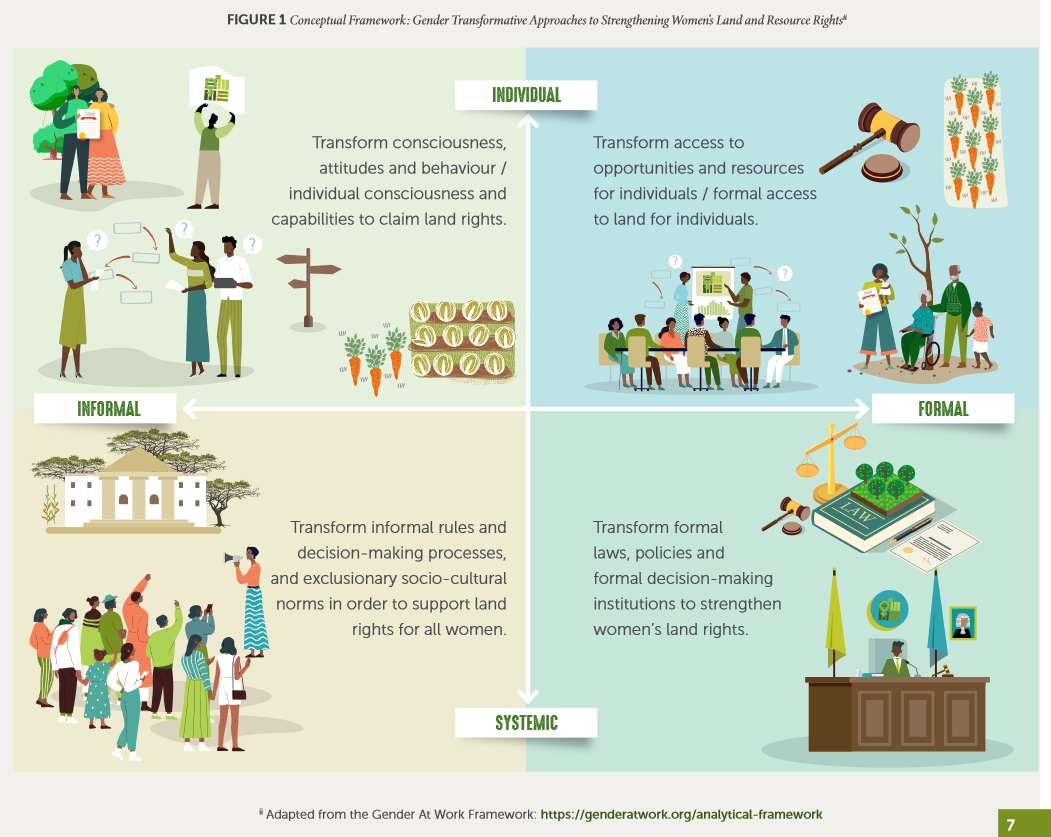 FIGURE 1 Conceptual Framework: Gender Transformative Approaches to Strengthening Women's Land and Resource Rightsii
INDIVIDUAL
Transform consciousness,
attitudes and behaviour /
individual consciousness and
capabilities to claim land rights.
Transform access to
opportunities and resources
for individuals / formal access
to land for individuals.
?
?
?
?
?
INFORMAL
FORMAL
Transform informal rules and
decision-making processes,
and exclusionary socio-cultural
norms in order to support land
rights for all women.
Transform formal
laws, policies and
formal decision-making
institutions to strengthen
women's land rights.
LAW
SYSTEMIC
ii Adapted from the Gender At Work Framework: https://genderatwork.org/analytical-framework
7